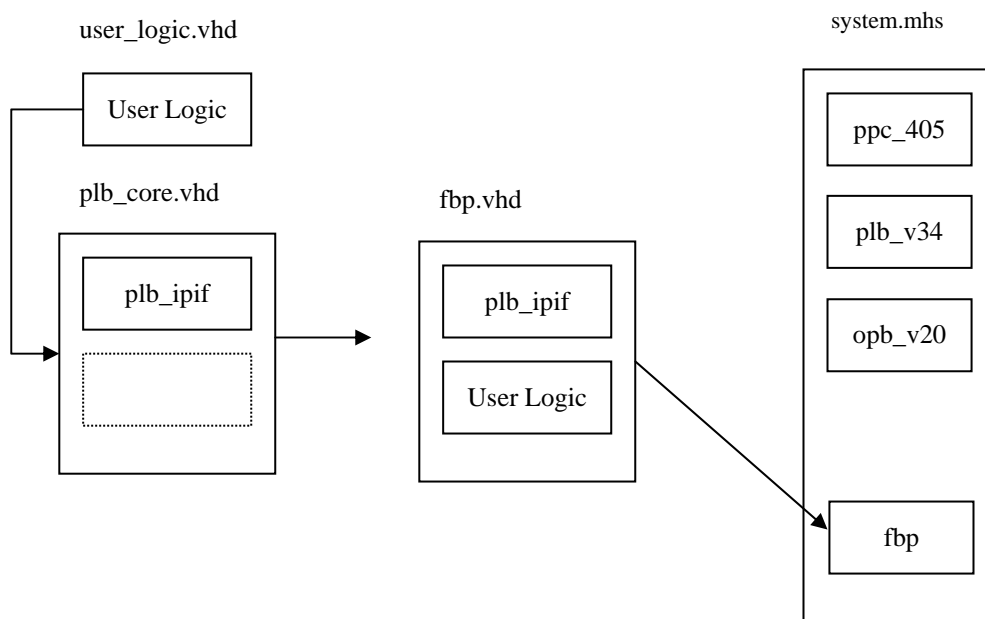 user_logic.vhd
User Logic
plb_core.vhd
plb_ipif
fbp.vhd
plb_ipif
User Logic
system.mhs
ppc_405
plb_v34
opb_v20
fbp